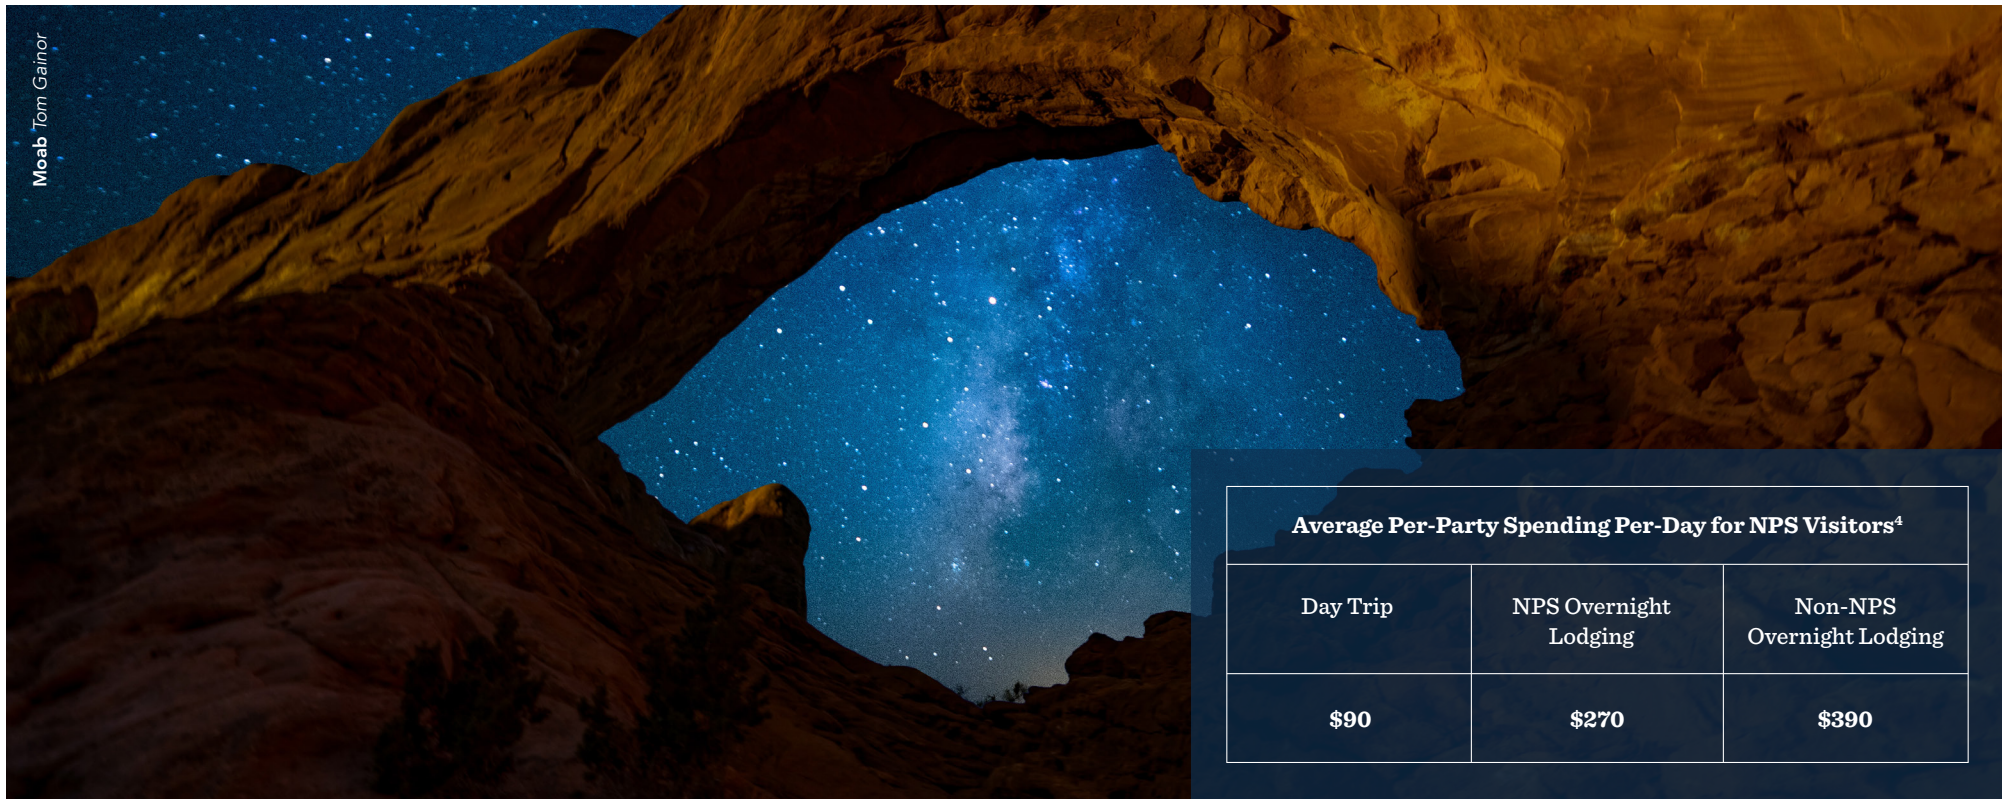 Moab Tom Gainor
Average Per-Party Spending Per-Day for NPS Visitors⁴
Day Trip
NPS Overnight
Lodging
Non-NPS
Overnight Lodging
$90
$270
$390